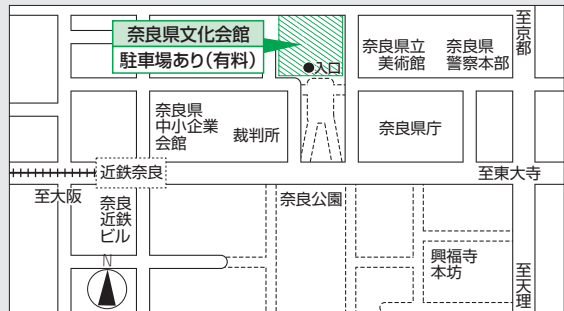 奈良県文化会館
駐車場あり(有料)
●入口
奈良県立
美術館
奈良県
警察本部
至京都
奈良県
中小企業
会館
裁判所
奈良県庁
近鉄奈良
至東大寺
至大阪
奈良
近鉄
ビル
奈良公園
N
興福寺
本坊
至天理